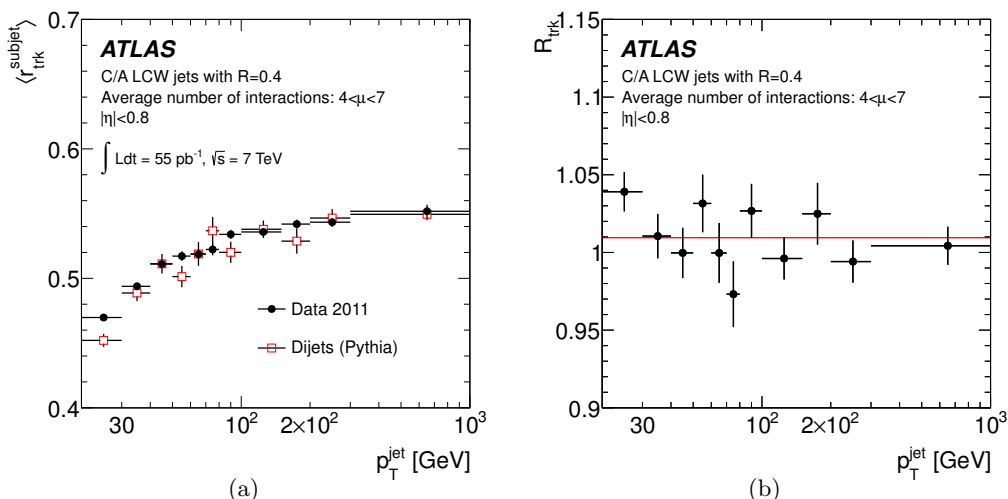 ⟨r_trk^subjet⟩
0.7
0.6
0.5
0.4
ATLAS
C/A LCW jets with R=0.4
Average number of interactions: 4<μ<7
|η|<0.8
∫ Ldt = 55 pb⁻¹, √s = 7 TeV
Data 2011
Dijets (Pythia)
30 10² 2×10² 10³
p_T^jet [GeV]
(a)
R_trk
1.15
1.1
1.05
1
0.95
0.9
ATLAS
C/A LCW jets with R=0.4
Average number of interactions: 4<μ<7
|η|<0.8
30 10² 2×10² 10³
p_T^jet [GeV]
(b)